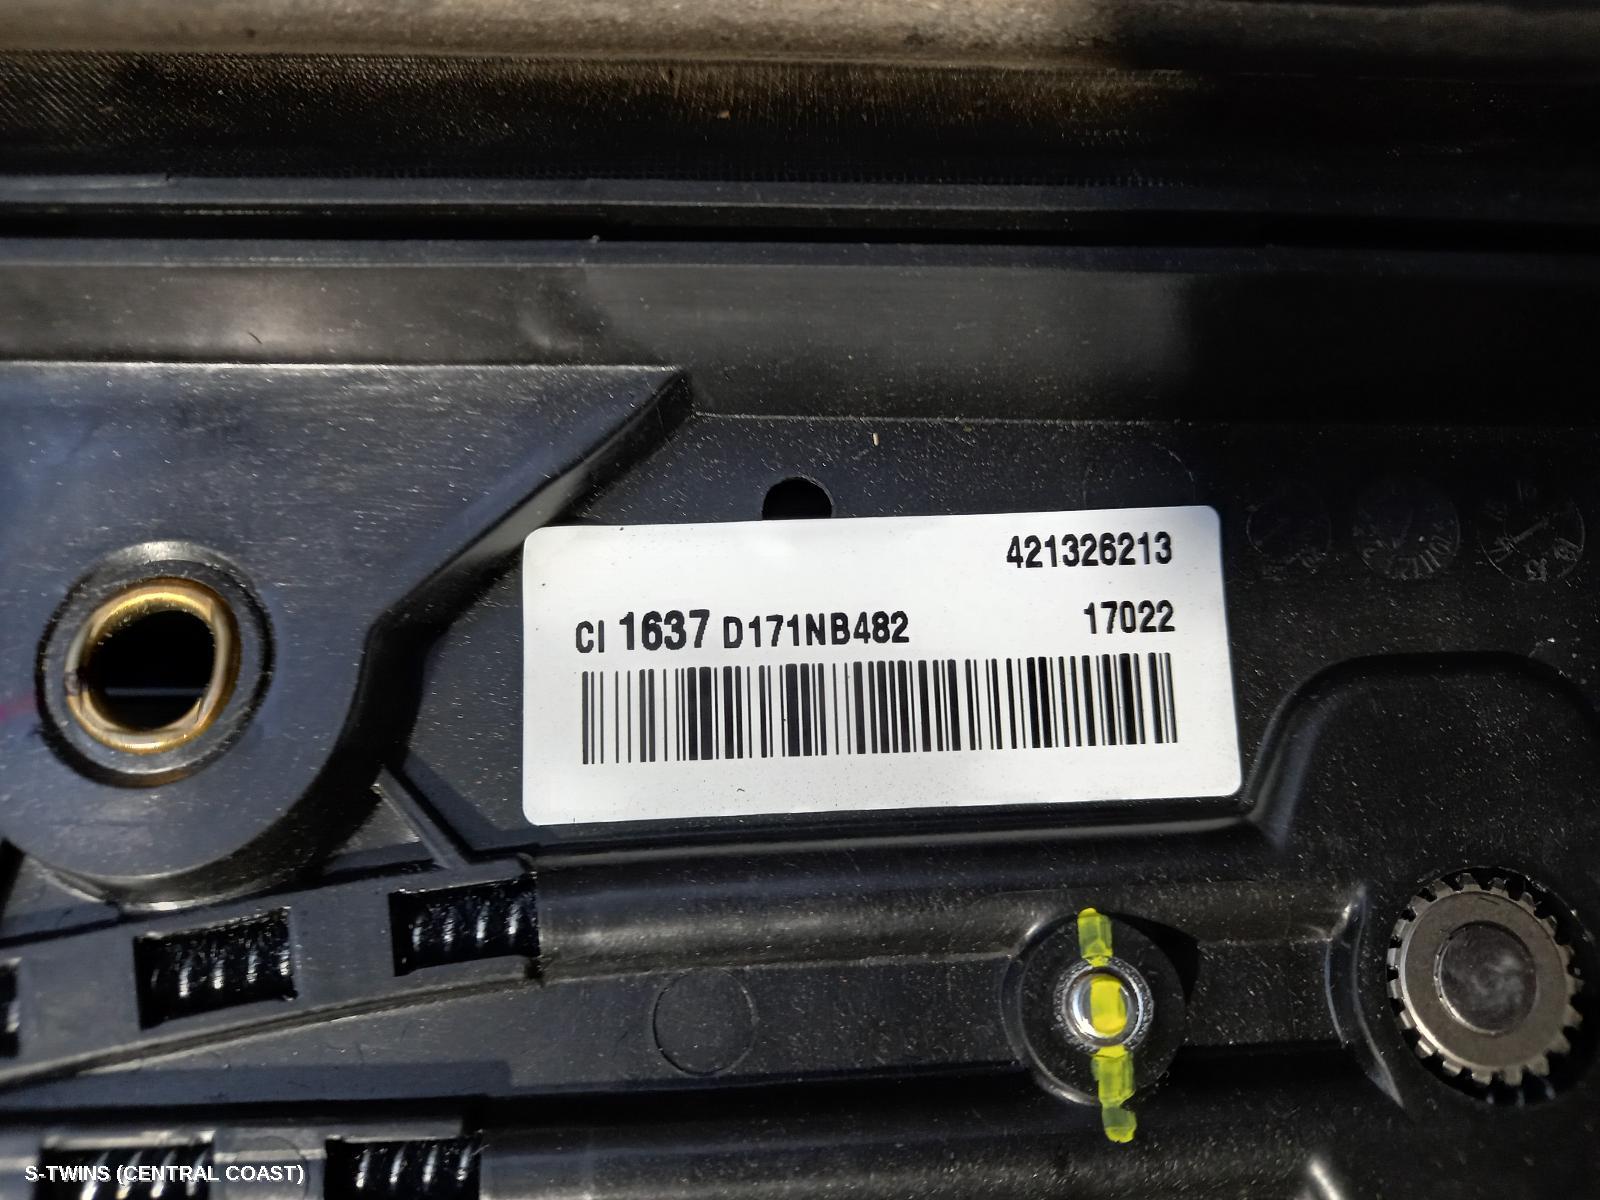 421326213
CI 1637 D171NB482 17022
S-TWINS (CENTRAL COAST)